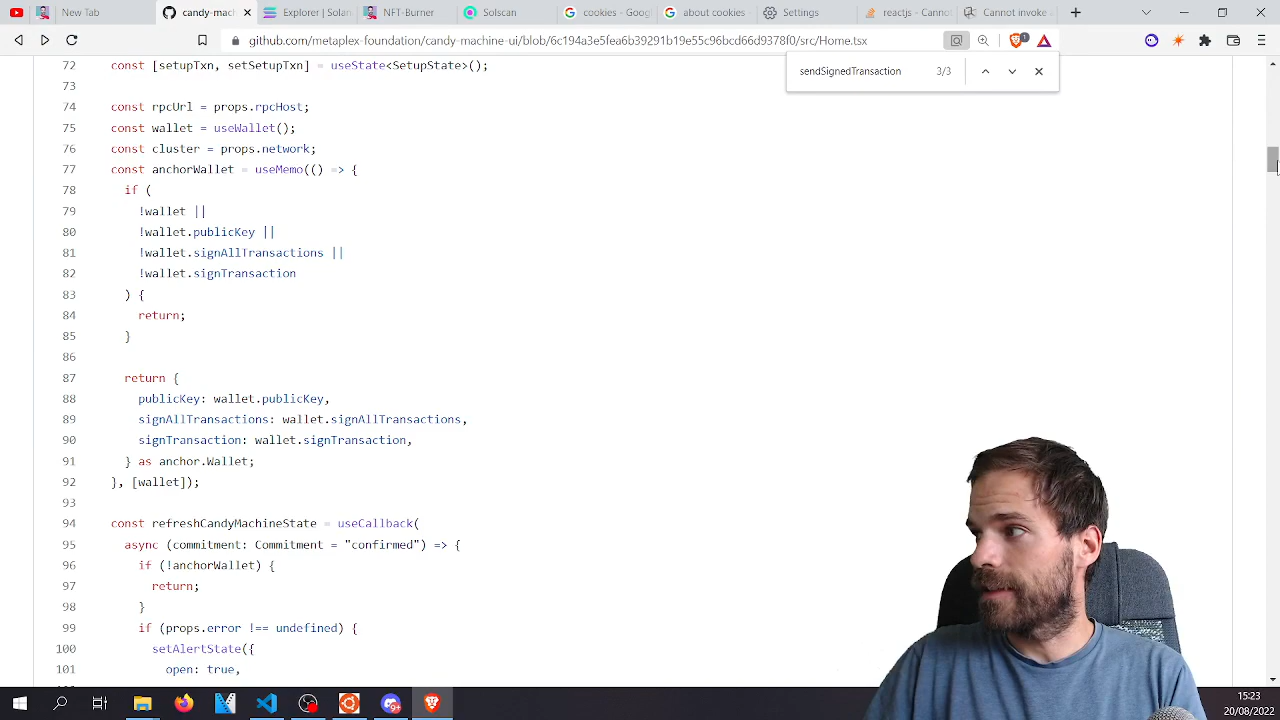 New Tab
candy-mac
Explorer | Solan
NFT-Burner
Solscan
cookies - Goog
about cookies -
Settings
reactjs - Canno
Cannot invoke
github.com/metaplex-foundation/candy-machine-ui/blob/6c194a3e5fea6b39291b19e55c96bcd66d9378f0/src/Home.tsx
1
sendSignedTransaction 3/3
72 const [setupTxn, setSetupTxn] = useState<SetupState>();
73
74 const rpcUrl = props.rpcHost;
75 const wallet = useWallet();
76 const cluster = props.network;
77 const anchorWallet = useMemo(() => {
78 if (
79 !wallet ||
80 !wallet.publicKey ||
81 !wallet.signAllTransactions ||
82 !wallet.signTransaction
83 ) {
84 return;
85 }
86
87 return {
88 publicKey: wallet.publicKey,
89 signAllTransactions: wallet.signAllTransactions,
90 signTransaction: wallet.signTransaction,
91 } as anchor.Wallet;
92 }, [wallet]);
93
94 const refreshCandyMachineState = useCallback(
95 async (commitment: Commitment = "confirmed") => {
96 if (!anchorWallet) {
97 return;
98 }
99 if (props.error !== undefined) {
100 setAlertState({
101 open: true,
15:23
20/08/2022